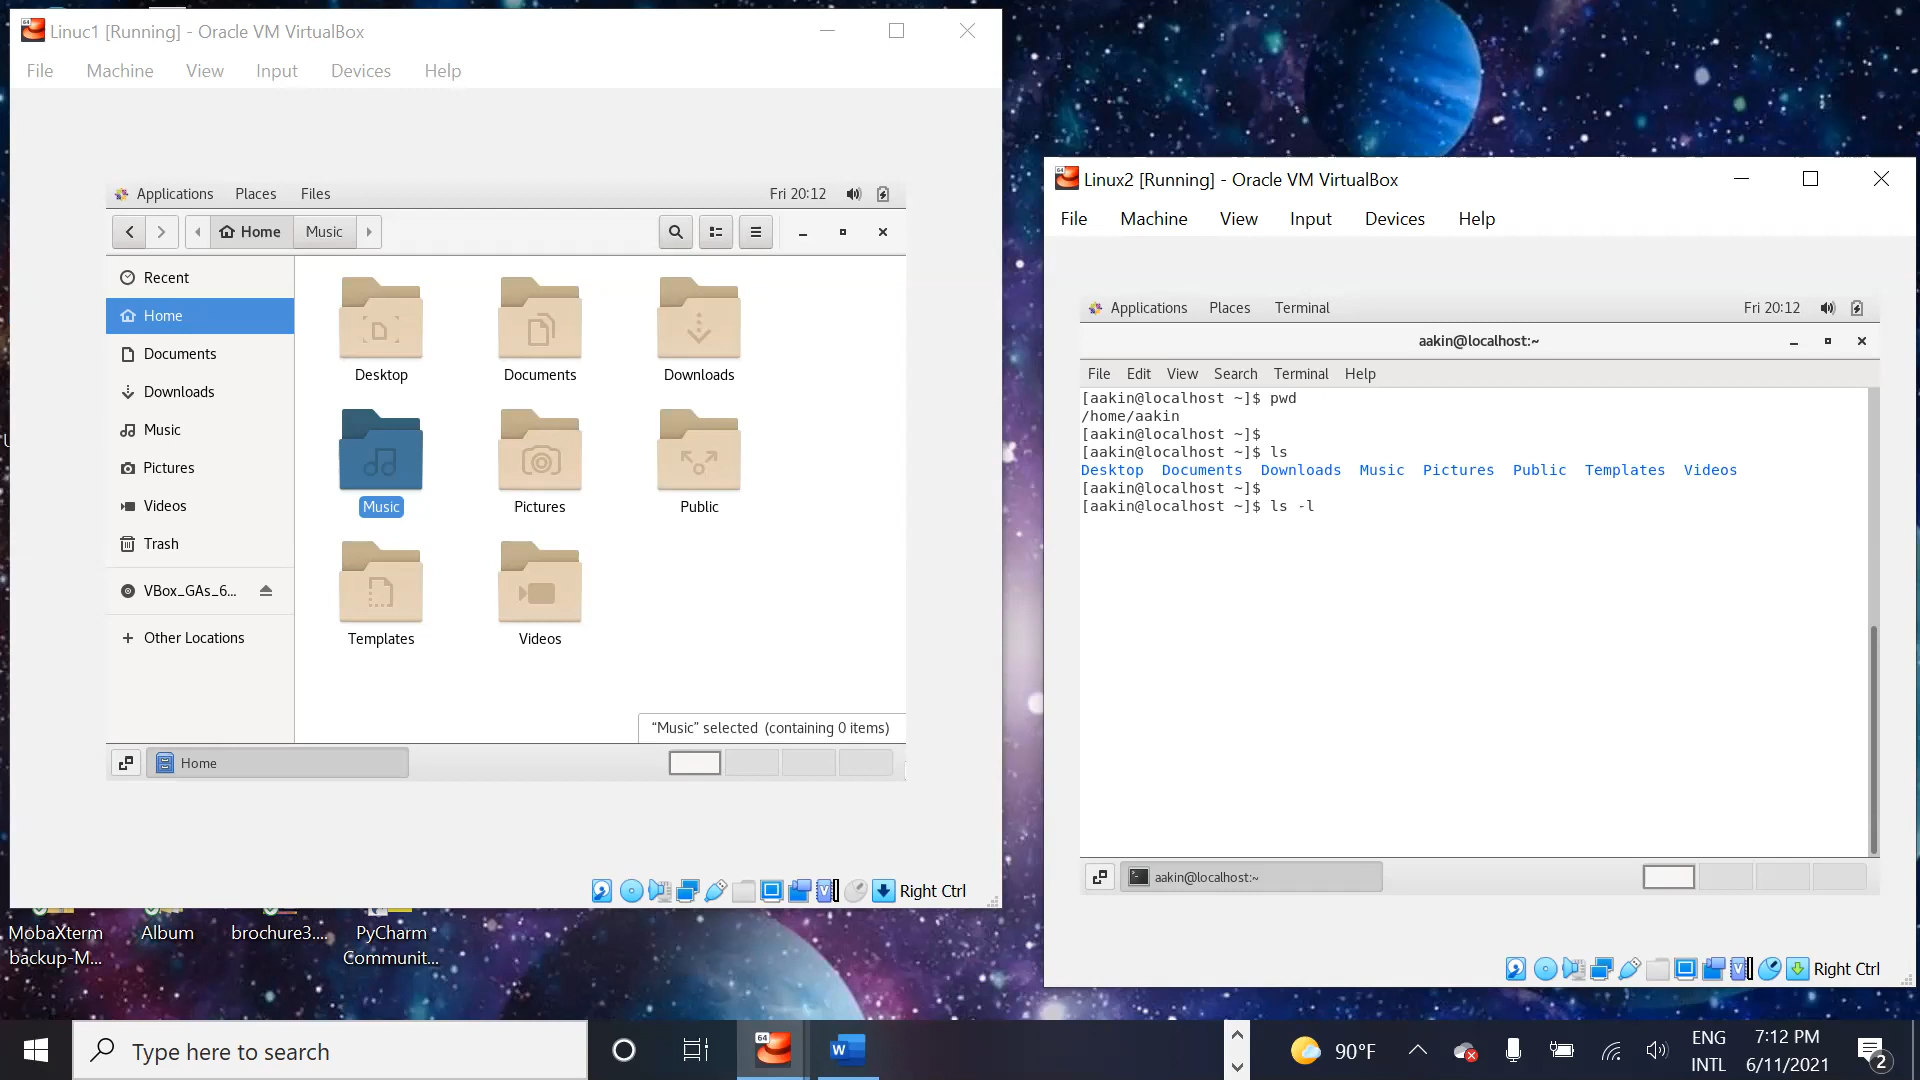 Linuc1 [Running] - Oracle VM VirtualBox
File Machine View Input Devices Help
Applications Places Files
Fri 20:12
Home Music
Recent
Home
Documents
Downloads
Music
Pictures
Videos
Trash
VBox_GAs_6...
Other Locations
Desktop Documents Downloads
Music Pictures Public
Templates Videos
“Music” selected (containing 0 items)
Home
Right Ctrl
Linux2 [Running] - Oracle VM VirtualBox
File Machine View Input Devices Help
Applications Places Terminal
Fri 20:12
aakin@localhost:~
File Edit View Search Terminal Help
[aakin@localhost ~]$ pwd
/home/aakin
[aakin@localhost ~]$
[aakin@localhost ~]$ ls
Desktop Documents Downloads Music Pictures Public Templates Videos
[aakin@localhost ~]$
[aakin@localhost ~]$ ls -l
aakin@localhost:~
Right Ctrl
MobaXterm
backup-M...
Album
brochure3....
PyCharm
Communit...
Type here to search
64
W
90°F
ENG
INTL
7:12 PM
6/11/2021
2